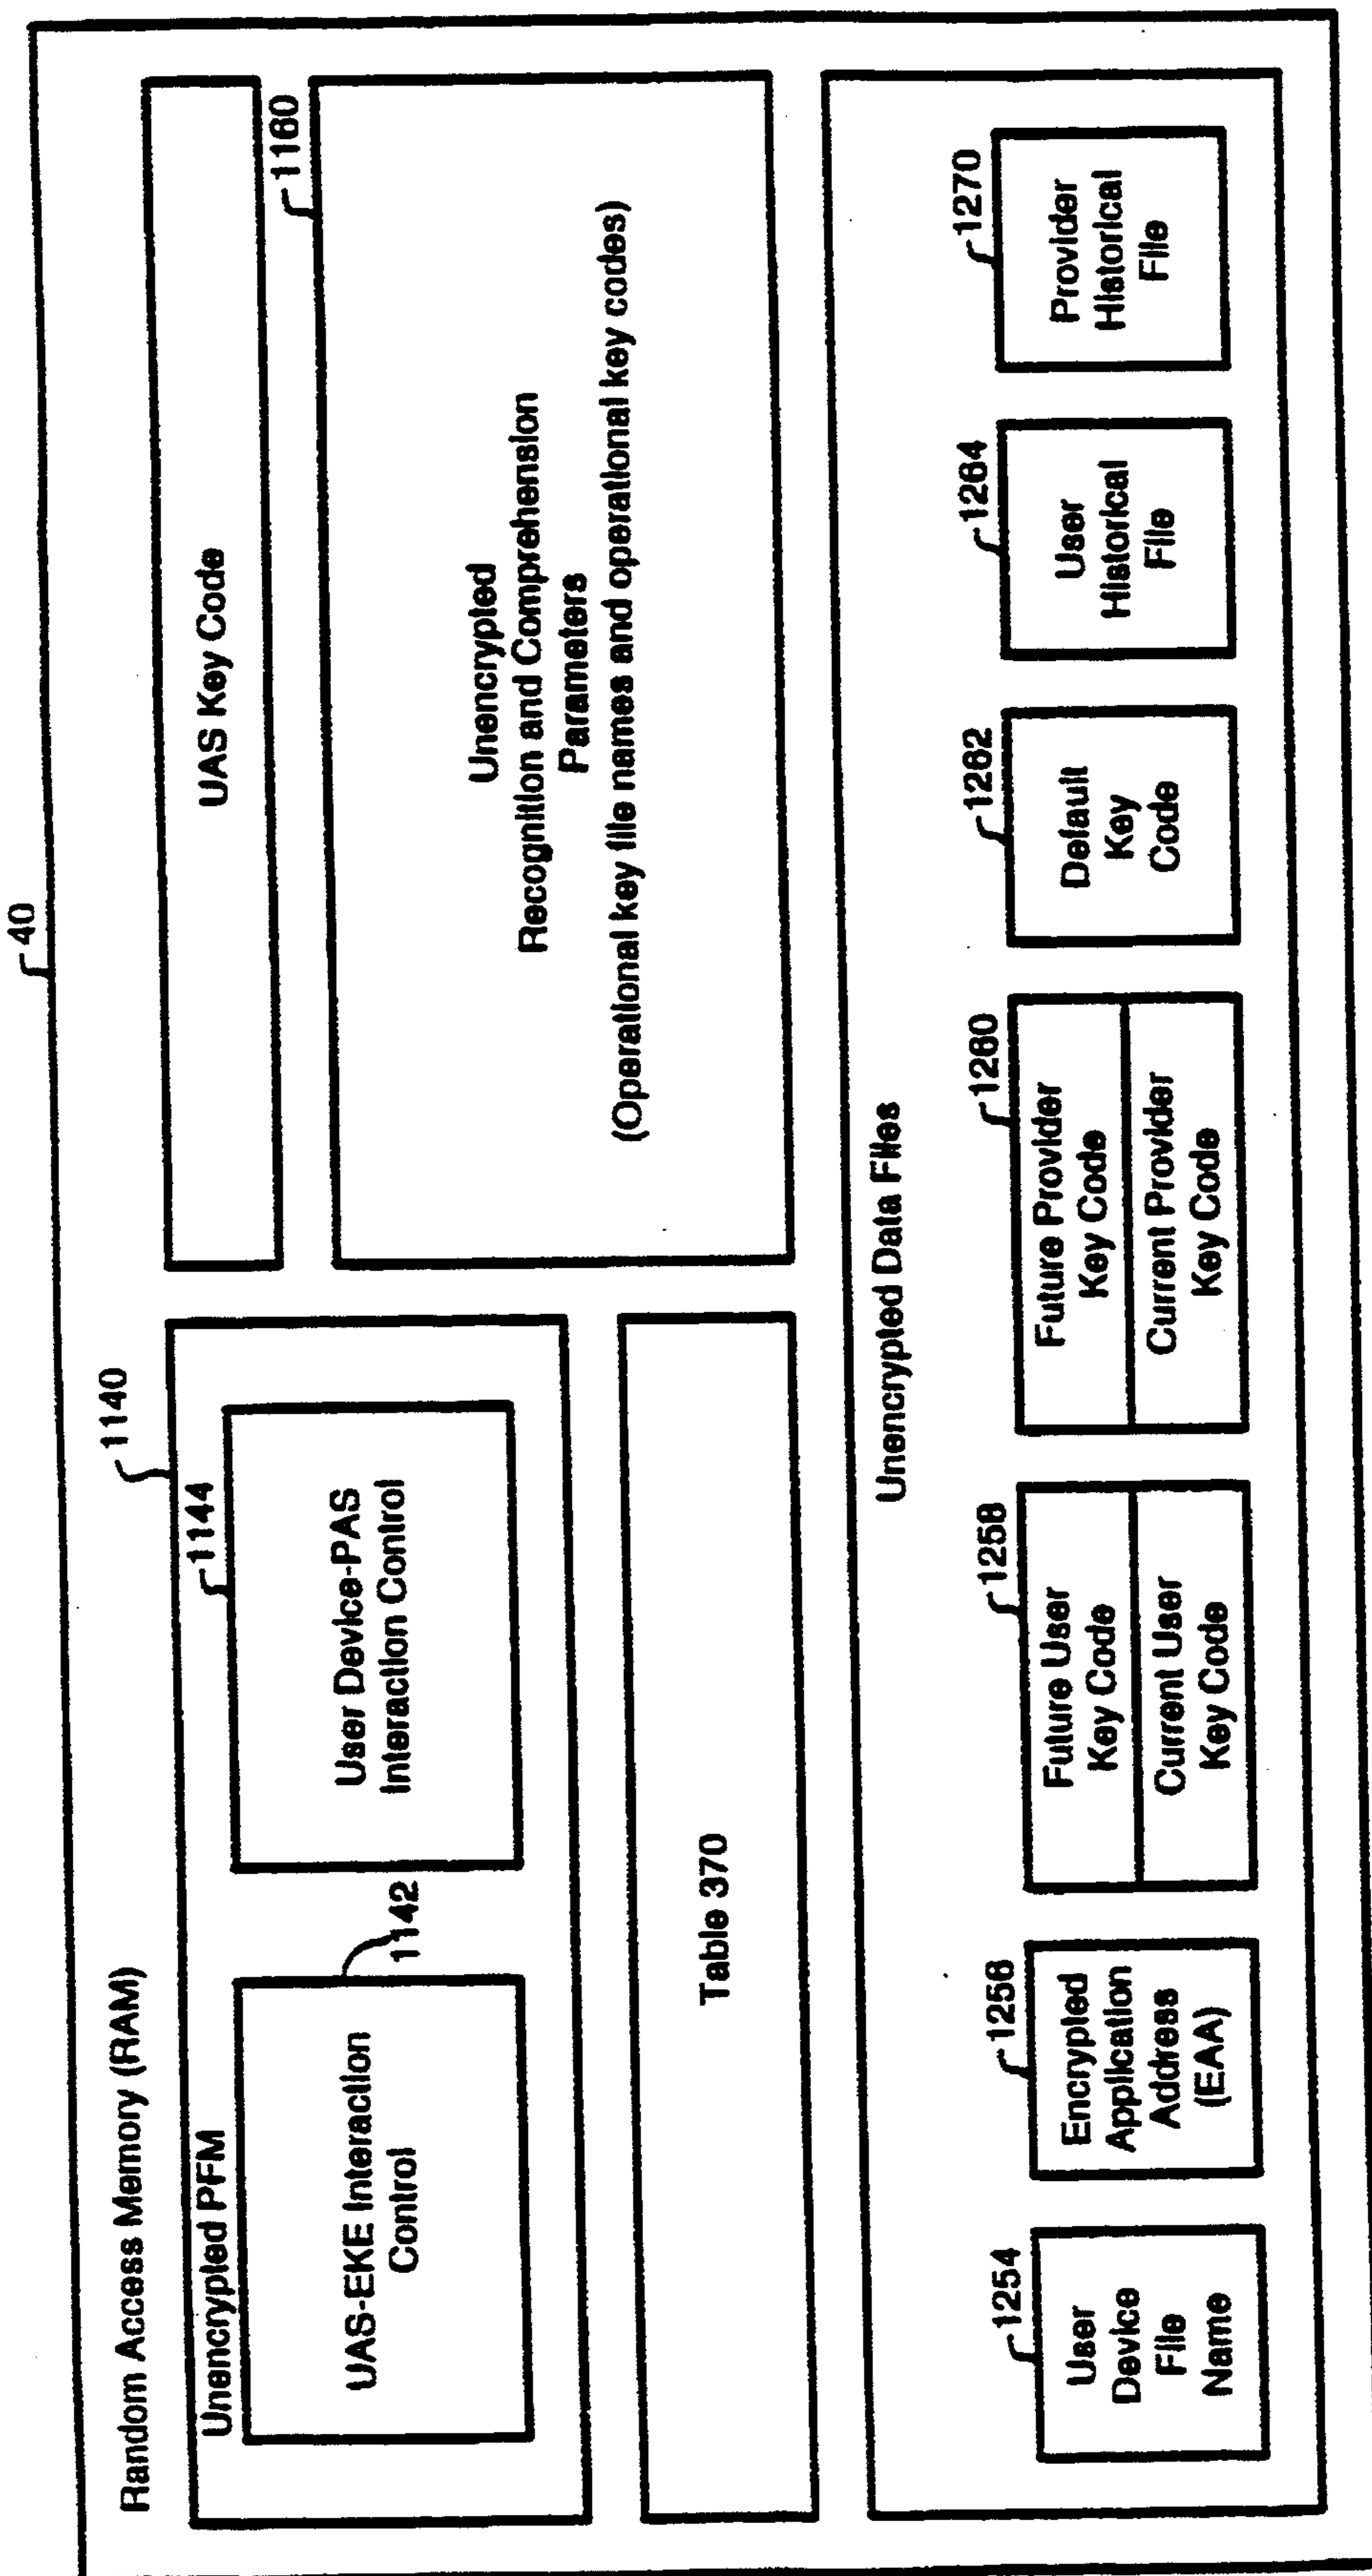 40
Random Access Memory (RAM)
1140
Unencrypted PFM
1142
UAS-EKE Interaction
Control
1144
User Device-PAS
Interaction Control
UAS Key Code
1160
Unencrypted
Recognition and Comprehension
Parameters
(Operational key file names and operational key codes)
Table 370
Unencrypted Data Files
1254
User
Device
File
Name
1256
Encrypted
Application
Address
(EAA)
1258
Future User
Key Code
Current User
Key Code
1260
Future Provider
Key Code
Current Provider
Key Code
1262
Default
Key
Code
1264
User
Historical
File
1270
Provider
Historical
File